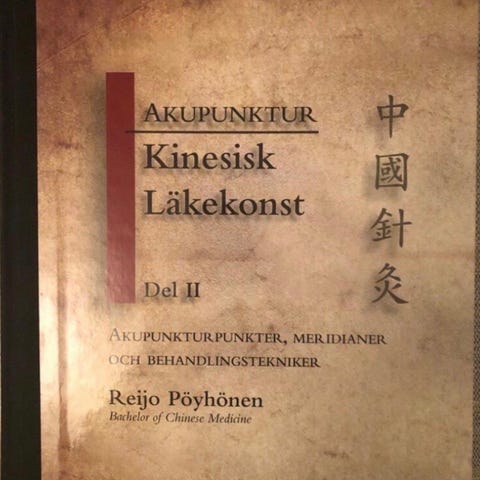 AKUPUNKTUR
Kinesisk
Läkekonst
Del II
AKUPUNKTURPUNKTER, MERIDIANER
OCH BEHANDLINGSTEKNIKER
Reijo Pöyhönen
Bachelor of Chinese Medicine
中國針灸